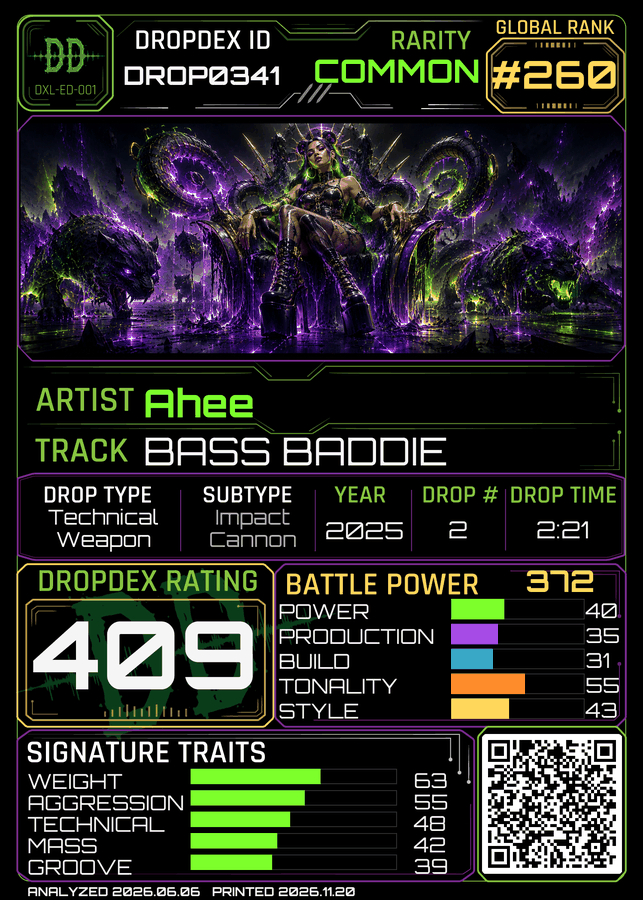 DD
DXL-ED-001
DROPDEX ID
DROP0341
RARITY
COMMON
GLOBAL RANK
#260
ARTIST Ahee
TRACK BASS BADDIE
DROP TYPE
Technical
Weapon
SUBTYPE
Impact
Cannon
YEAR
2025
DROP #
2
DROP TIME
2:21
DROPDEX RATING
409
BATTLE POWER 372
POWER 40
PRODUCTION 35
BUILD 31
TONALITY 55
STYLE 43
SIGNATURE TRAITS
WEIGHT 63
AGGRESSION 55
TECHNICAL 48
MASS 42
GROOVE 39
ANALYZED 2026.06.06 PRINTED 2026.11.20